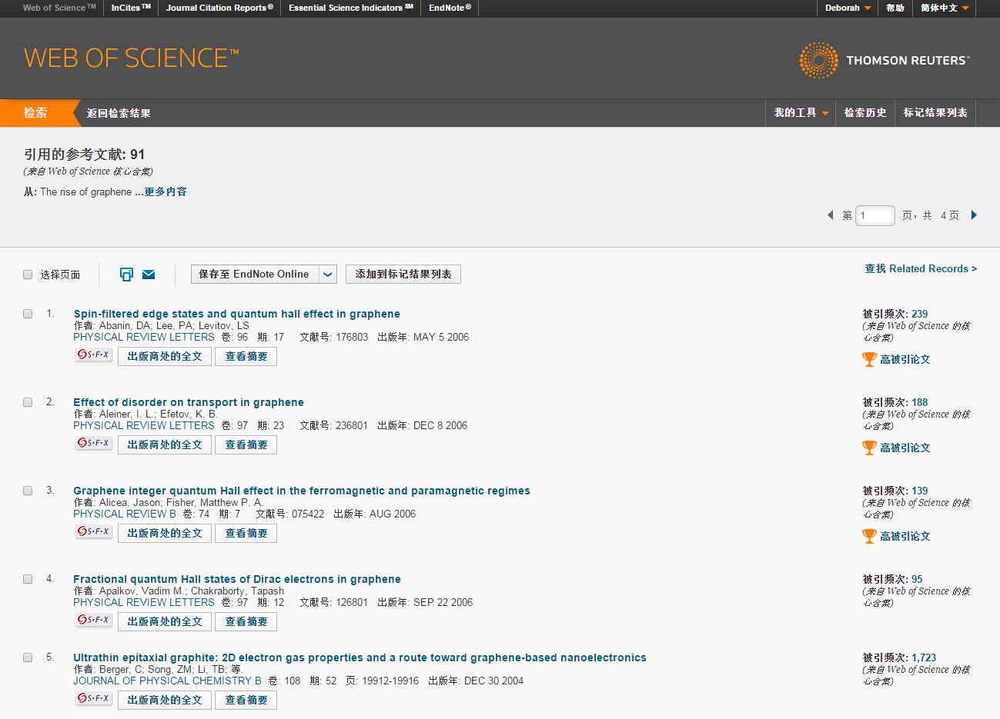 Web of Science™ InCites™ Journal Citation Reports® Essential Science Indicators℠ EndNote® Deborah 帮助 简体中文
WEB OF SCIENCE™
THOMSON REUTERS™
检索 返回检索结果 我的工具 检索历史 标记结果列表
引用的参考文献: 91
(来自 Web of Science 核心合集)
从: The rise of graphene ...更多内容
第 1 页，共 4 页
选择页面 保存至 EndNote Online 添加到标记结果列表 查找 Related Records >
1. Spin-filtered edge states and quantum hall effect in graphene
作者: Abanin, DA; Lee, PA; Levitov, LS
PHYSICAL REVIEW LETTERS 卷: 96 期: 17 文献号: 176803 出版年: MAY 5 2006
S·F·X 出版商处的全文 查看摘要
被引频次: 239
(来自 Web of Science 的核
心合集)
高被引论文
2. Effect of disorder on transport in graphene
作者: Aleiner, I. L.; Efetov, K. B.
PHYSICAL REVIEW LETTERS 卷: 97 期: 23 文献号: 236801 出版年: DEC 8 2006
S·F·X 出版商处的全文 查看摘要
被引频次: 188
(来自 Web of Science 的核
心合集)
高被引论文
3. Graphene integer quantum Hall effect in the ferromagnetic and paramagnetic regimes
作者: Alicea, Jason; Fisher, Matthew P. A.
PHYSICAL REVIEW B 卷: 74 期: 7 文献号: 075422 出版年: AUG 2006
S·F·X 出版商处的全文 查看摘要
被引频次: 139
(来自 Web of Science 的核
心合集)
高被引论文
4. Fractional quantum Hall states of Dirac electrons in graphene
作者: Apalkov, Vadim M.; Chakraborty, Tapash
PHYSICAL REVIEW LETTERS 卷: 97 期: 12 文献号: 126801 出版年: SEP 22 2006
S·F·X 出版商处的全文 查看摘要
被引频次: 95
(来自 Web of Science 的核
心合集)
5. Ultrathin epitaxial graphite: 2D electron gas properties and a route toward graphene-based nanoelectronics
作者: Berger, C; Song, ZM; Li, TB; 等.
JOURNAL OF PHYSICAL CHEMISTRY B 卷: 108 期: 52 页: 19912-19916 出版年: DEC 30 2004
S·F·X 出版商处的全文 查看摘要
被引频次: 1,723
(来自 Web of Science 的核
心合集)